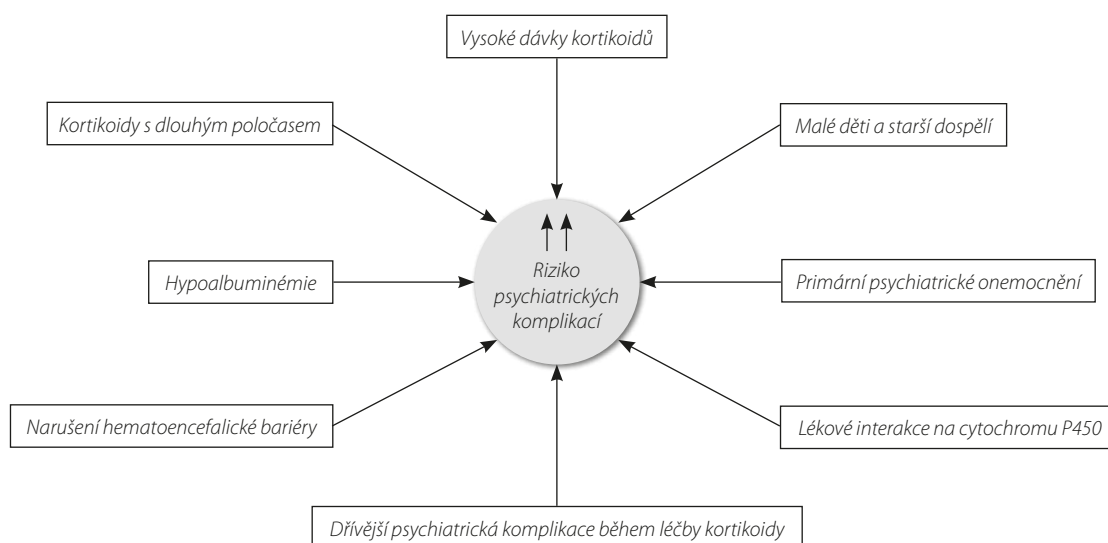 Vysoké dávky kortikoidů
Kortikoidy s dlouhým poločasem
Malé děti a starší dospělí
Riziko
psychiatrických
komplikací
Hypoalbuminémie
Primární psychiatrické onemocnění
Narušení hematoencefalické bariéry
Lékové interakce na cytochromu P450
Dřívější psychiatrická komplikace během léčby kortikoidy